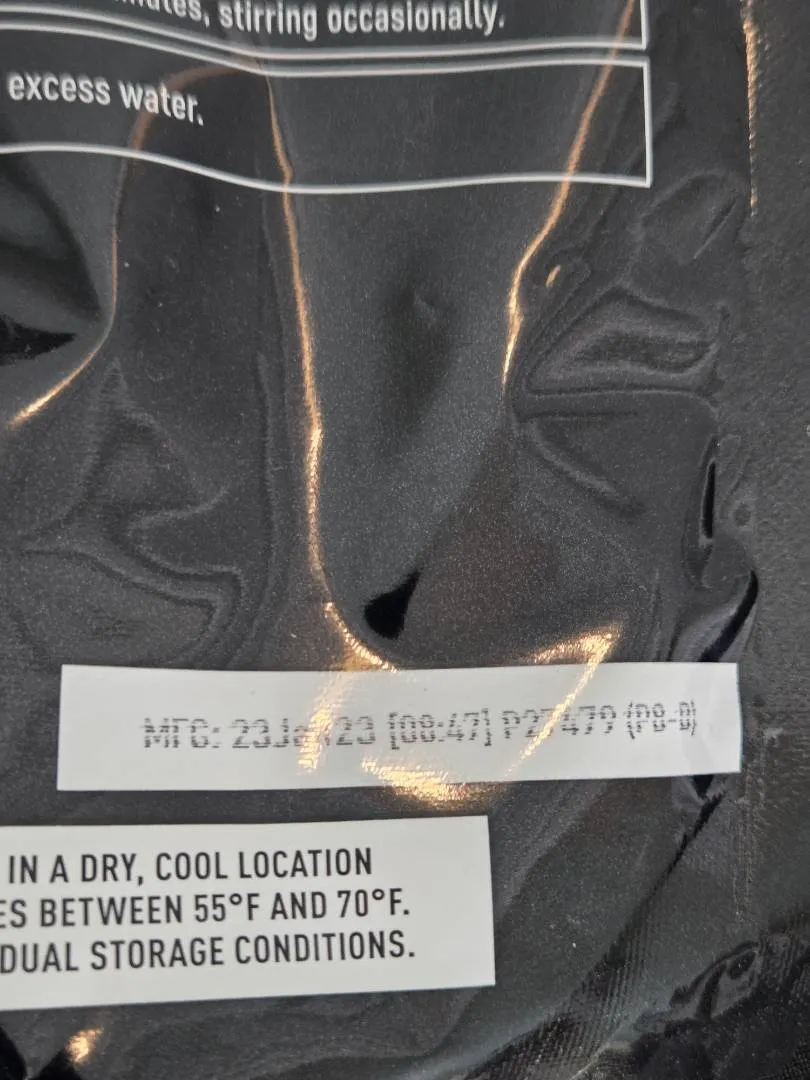 stirring occasionally.
excess water.
MFG: 23Jan23 [08:47] P27479 (P8-B)
IN A DRY, COOL LOCATION
ES BETWEEN 55°F AND 70°F.
DUAL STORAGE CONDITIONS.